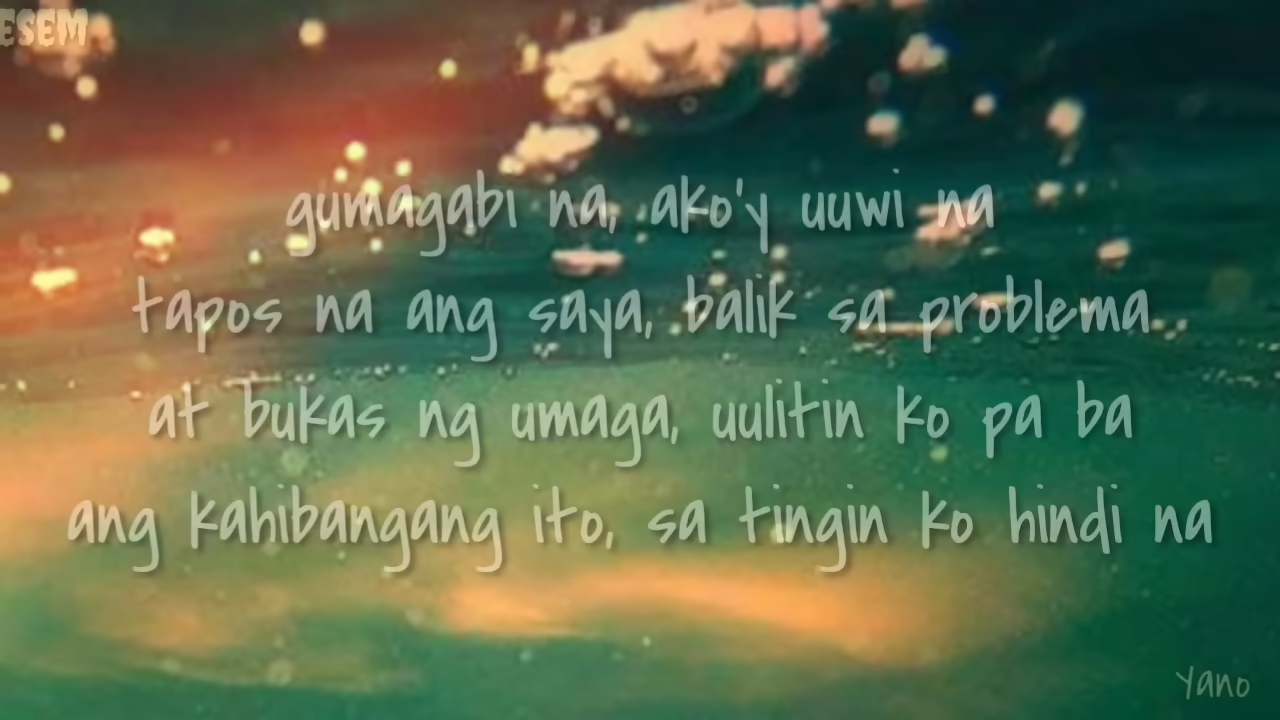 ESEM
gumagabi na, ako'y uuwi na
tapos na ang saya, balik sa problema
at bukas ng umaga, uulitin ko pa ba
ang kahibangang ito, sa tingin ko hindi na
Yano